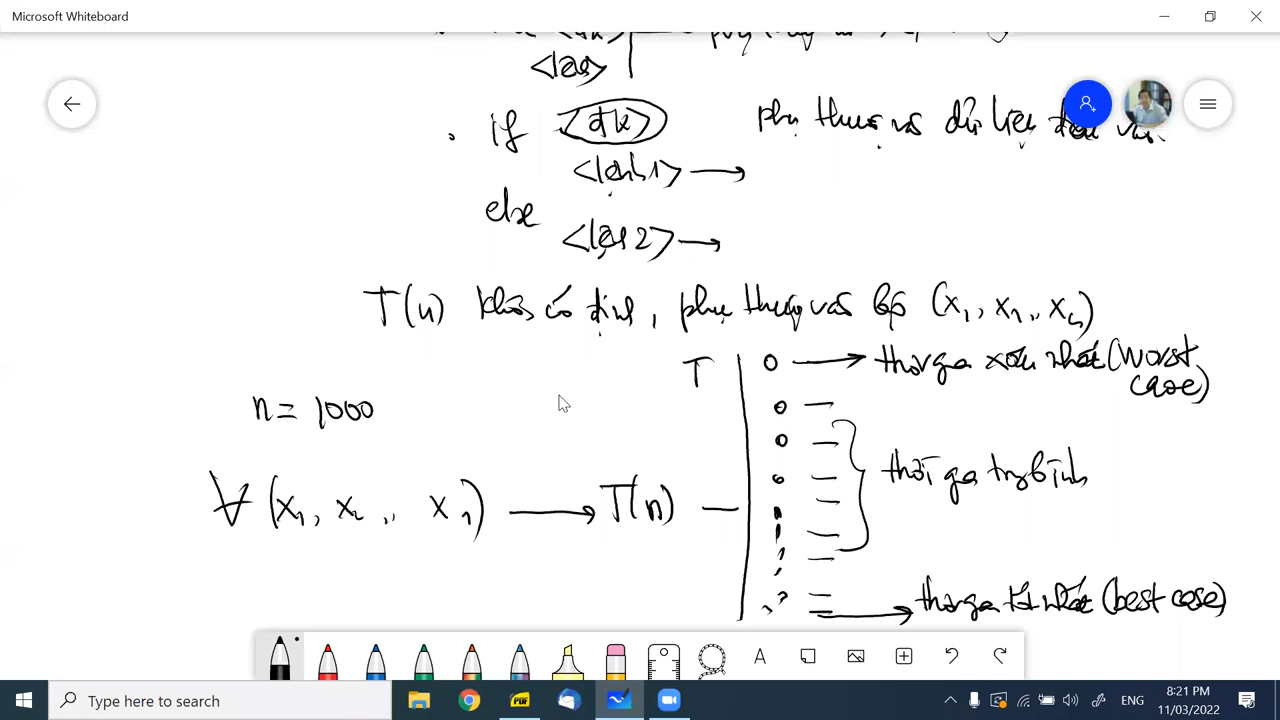 Microsoft Whiteboard
<lệnh>
if <đk> phụ thuộc vào dữ liệu đầu vào.
<lệnh 1>
else
<lệnh 2>
T(n) không cố định, phụ thuộc vào bộ (x1, x2,, xn)
T
thời gian xấu nhất (worst case)
n = 1000
thời gian trung bình
∀ (x1, x2,, xn) → T(n)
thời gian tốt nhất (best case)
Type here to search
ENG
8:21 PM
11/03/2022